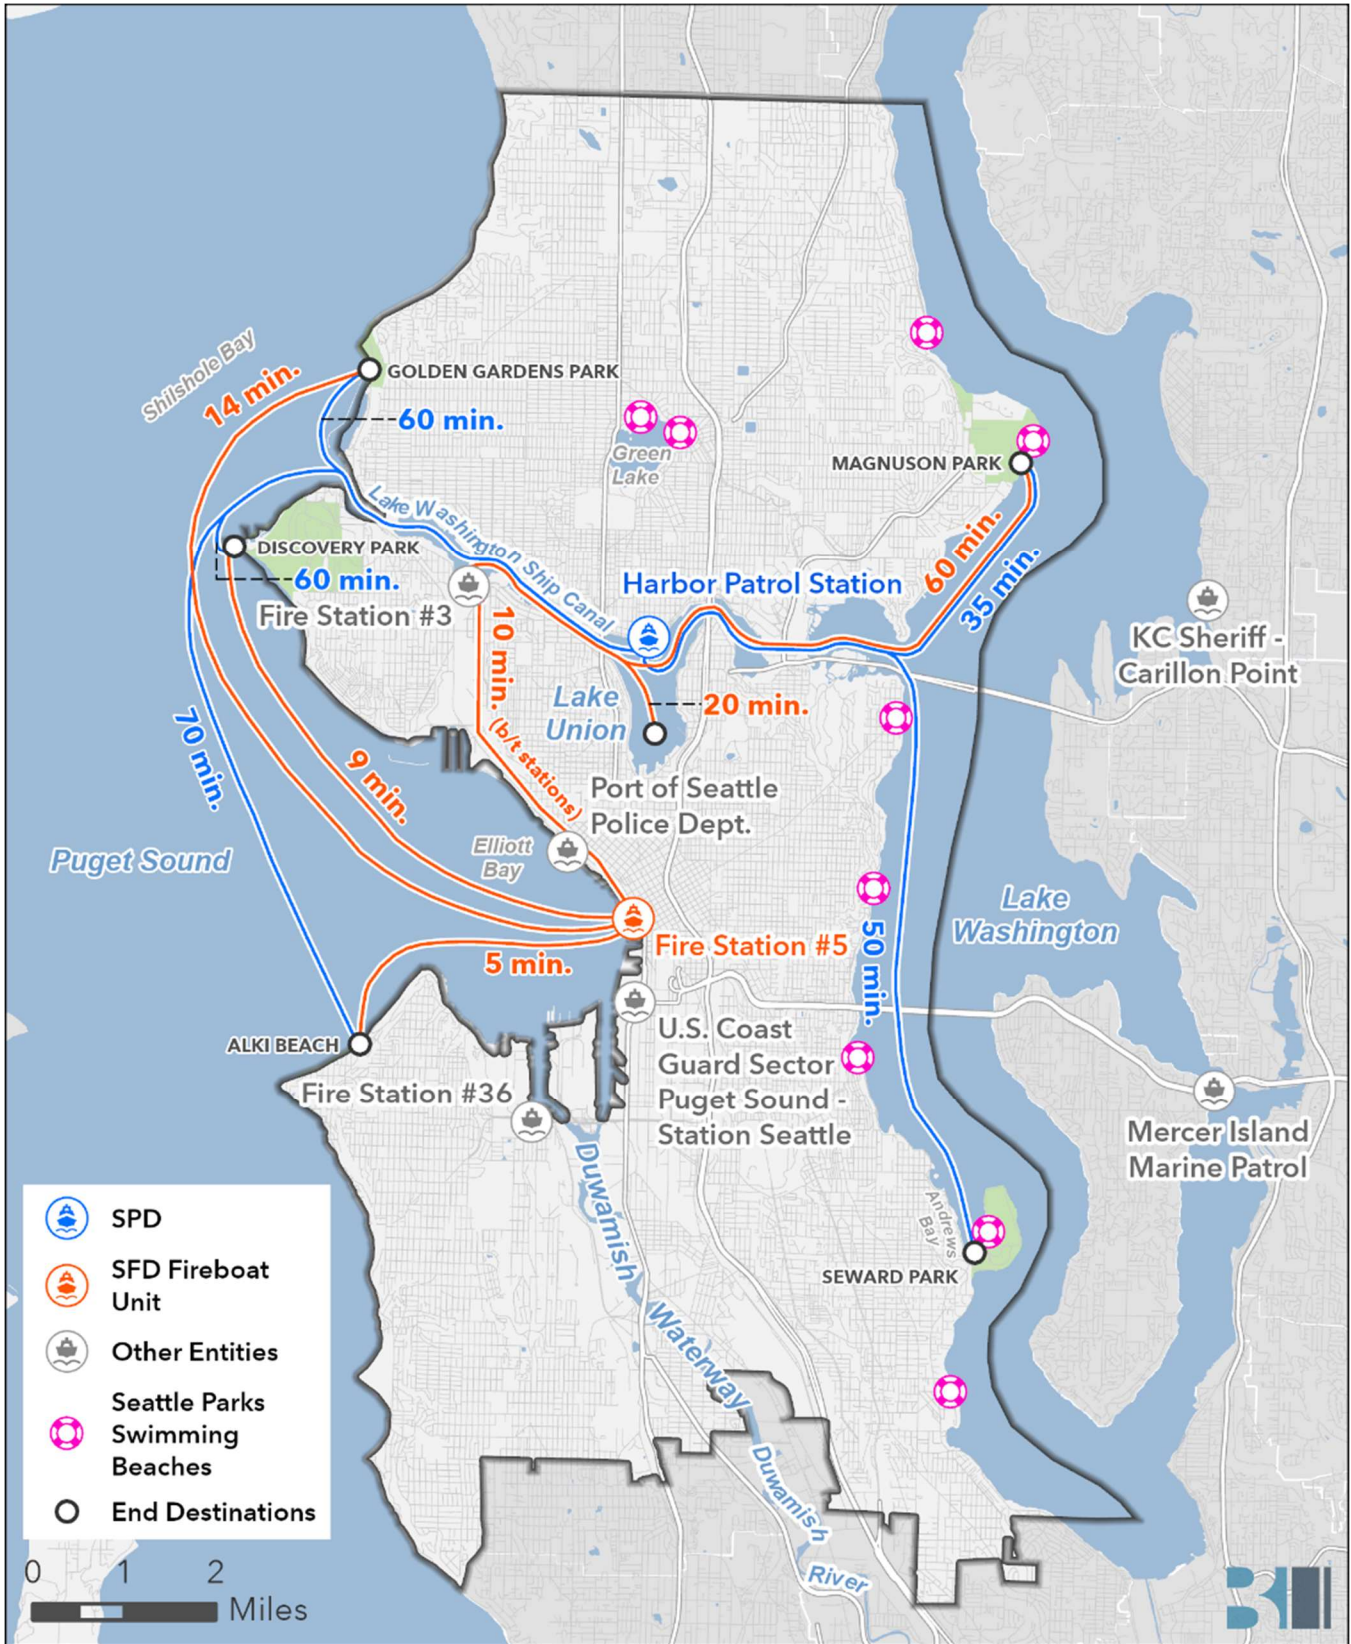 Shilshole Bay
14 min.
GOLDEN GARDENS PARK
60 min.
Green
Lake
MAGNUSON PARK
Lake Washington Ship Canal
DISCOVERY PARK
60 min.
Fire Station #3
Harbor Patrol Station
60 min.
35 min.
KC Sheriff -
Carillon Point
10 min. (b/t stations)
Lake
Union
20 min.
70 min.
9 min.
Port of Seattle
Police Dept.
Elliott
Bay
Puget Sound
Lake
Washington
Fire Station #5
5 min.
50 min.
ALKI BEACH
U.S. Coast
Guard Sector
Puget Sound -
Station Seattle
Fire Station #36
Mercer Island
Marine Patrol
Duwamish
Waterway
Andrews
Bay
SEWARD PARK
Duwamish
River
SPD
SFD Fireboat
Unit
Other Entities
Seattle Parks
Swimming
Beaches
End Destinations
0 1 2
Miles